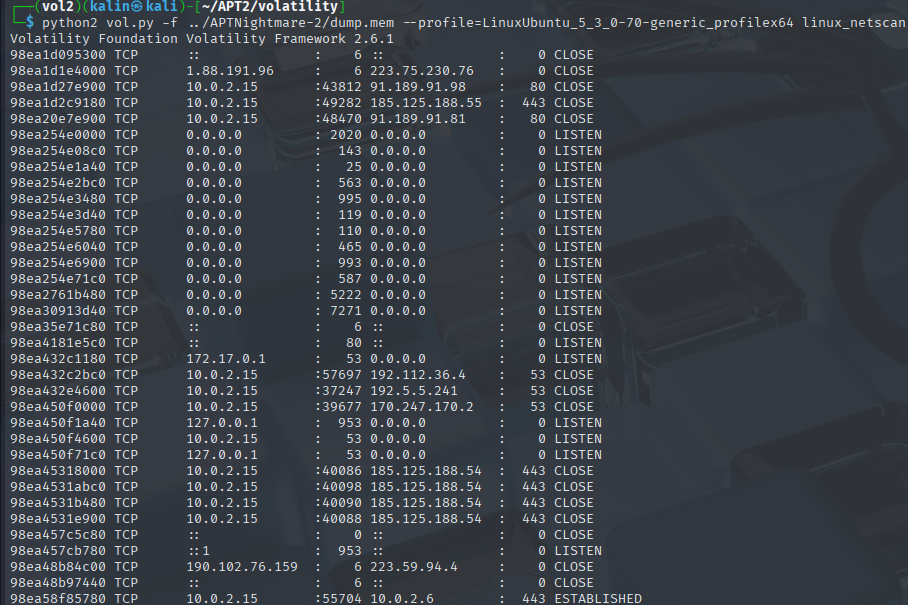 ┌──(vol2)(kalin㉿kali)-[~/APT2/volatility]
└─$ python2 vol.py -f ../APTNightmare-2/dump.mem --profile=LinuxUbuntu_5_3_0-70-generic_profilex64 linux_netscan
Volatility Foundation Volatility Framework 2.6.1
98ea1d095300 TCP      ::              :    6 ::              :    0 CLOSE
98ea1d1e4000 TCP      1.88.191.96     :    6 223.75.230.76   :    0 CLOSE
98ea1d27e900 TCP      10.0.2.15       :43812 91.189.91.98    :   80 CLOSE
98ea1d2c9180 TCP      10.0.2.15       :49282 185.125.188.55  :  443 CLOSE
98ea20e7e900 TCP      10.0.2.15       :48470 91.189.91.81    :   80 CLOSE
98ea254e0000 TCP      0.0.0.0         : 2020 0.0.0.0         :    0 LISTEN
98ea254e08c0 TCP      0.0.0.0         :  143 0.0.0.0         :    0 LISTEN
98ea254e1a40 TCP      0.0.0.0         :   25 0.0.0.0         :    0 LISTEN
98ea254e2bc0 TCP      0.0.0.0         :  563 0.0.0.0         :    0 LISTEN
98ea254e3480 TCP      0.0.0.0         :  995 0.0.0.0         :    0 LISTEN
98ea254e3d40 TCP      0.0.0.0         :  119 0.0.0.0         :    0 LISTEN
98ea254e5780 TCP      0.0.0.0         :  110 0.0.0.0         :    0 LISTEN
98ea254e6040 TCP      0.0.0.0         :  465 0.0.0.0         :    0 LISTEN
98ea254e6900 TCP      0.0.0.0         :  993 0.0.0.0         :    0 LISTEN
98ea254e71c0 TCP      0.0.0.0         :  587 0.0.0.0         :    0 LISTEN
98ea2761b480 TCP      0.0.0.0         : 5222 0.0.0.0         :    0 LISTEN
98ea30913d40 TCP      0.0.0.0         : 7271 0.0.0.0         :    0 LISTEN
98ea35e71c80 TCP      ::              :    6 ::              :    0 CLOSE
98ea4181e5c0 TCP      ::              :   80 ::              :    0 LISTEN
98ea432c1180 TCP      172.17.0.1      :   53 0.0.0.0         :    0 LISTEN
98ea432c2bc0 TCP      10.0.2.15       :57697 192.112.36.4    :   53 CLOSE
98ea432e4600 TCP      10.0.2.15       :37247 192.5.5.241     :   53 CLOSE
98ea450f0000 TCP      10.0.2.15       :39677 170.247.170.2   :   53 CLOSE
98ea450f1a40 TCP      127.0.0.1       :  953 0.0.0.0         :    0 LISTEN
98ea450f4600 TCP      10.0.2.15       :   53 0.0.0.0         :    0 LISTEN
98ea450f71c0 TCP      127.0.0.1       :   53 0.0.0.0         :    0 LISTEN
98ea45318000 TCP      10.0.2.15       :40086 185.125.188.54  :  443 CLOSE
98ea4531abc0 TCP      10.0.2.15       :40098 185.125.188.54  :  443 CLOSE
98ea4531b480 TCP      10.0.2.15       :40090 185.125.188.54  :  443 CLOSE
98ea4531e900 TCP      10.0.2.15       :40088 185.125.188.54  :  443 CLOSE
98ea457c5c80 TCP      ::              :    0 ::              :    0 CLOSE
98ea457cb780 TCP      ::1             :  953 ::              :    0 LISTEN
98ea48b84c00 TCP      190.102.76.159  :    6 223.59.94.4     :    0 CLOSE
98ea48b97440 TCP      ::              :    6 ::              :    0 CLOSE
98ea58f85780 TCP      10.0.2.15       :55704 10.0.2.6        :  443 ESTABLISHED